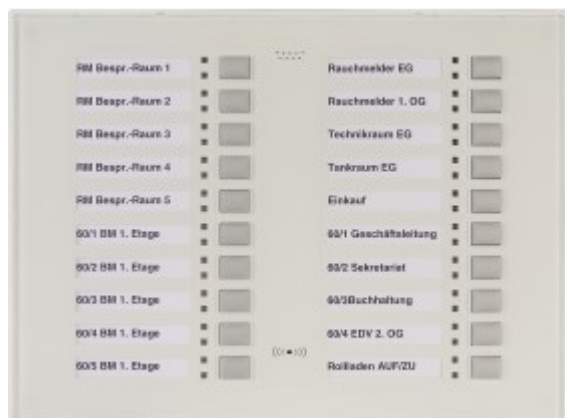 RM Bespr.-Raum 1
RM Bespr.-Raum 2
RM Bespr.-Raum 3
RM Bespr.-Raum 4
RM Bespr.-Raum 5
60/1 BM 1. Etage
60/2 BM 1. Etage
60/3 BM 1. Etage
60/4 BM 1. Etage
60/5 BM 1. Etage
Rauchmelder EG
Rauchmelder 1. OG
Technikraum EG
Tankraum EG
Einkauf
60/1 Geschäftsleitung
60/2 Sekretariat
60/3Buchhaltung
60/4 EDV 2. OG
Rollladen AUF/ZU